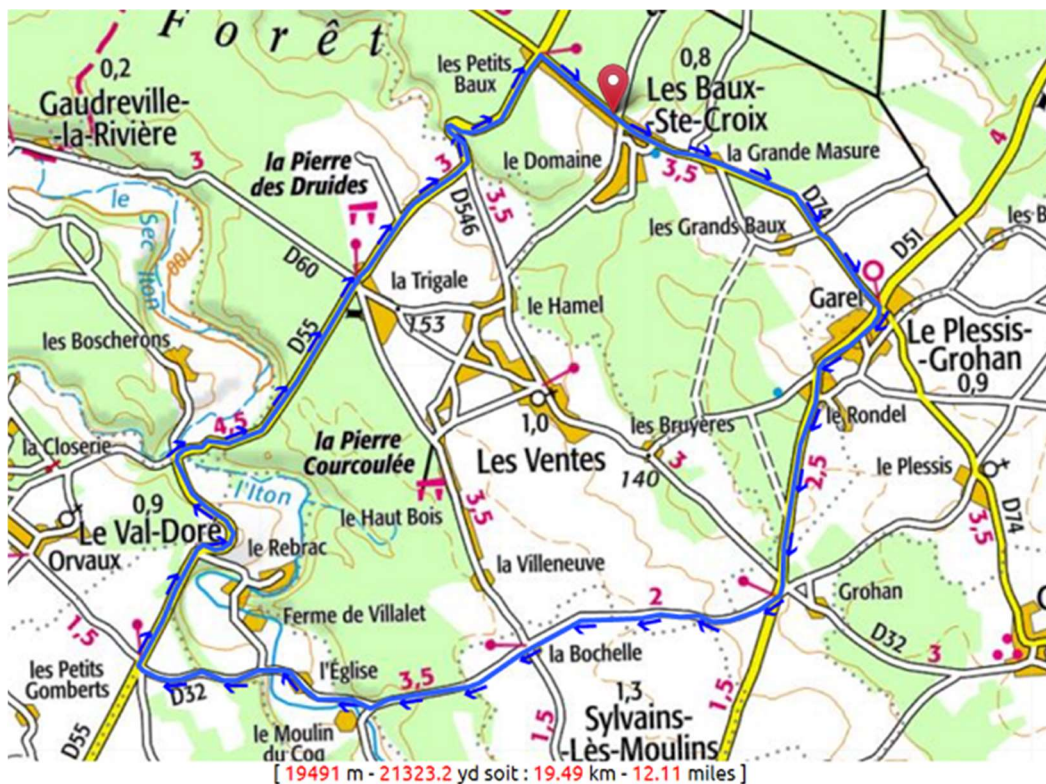 Forêt
les Petits
Baux
0,8
Les Baux-
-Ste-Croix
0,2
Gaudreville-
-la-Rivière
3
la Pierre
des Druides
le Domaine
3,5
la Grande Masure
4
3
D546
3,5
D74
les Grands Baux
D51
les B
le
Sec Iton
100
D60
la Trigale
153
le Hamel
Garel
Le Plessis-
-Grohan
0,9
D55
les Boscherons
4,5
la Closerie
la Pierre
Courcoulée
1,0
Les Ventes
les Bruyères
3
140
le Rondel
2,5
le Plessis
3,5
D74
l'Iton
0,9
Le Val-Doré
Orvaux
le Haut Bois
3,5
le Rebrac
la Villeneuve
Ferme de Villalet
2
Grohan
D32
3
1,5
les Petits
Gomberts
D32
l'Église
3,5
la Bochelle
1,3
Sylvains-
-Lès-Moulins
1,5
1,5
le Moulin
du Coq
D55
[ 19491 m - 21323.2 yd soit : 19.49 km - 12.11 miles ]